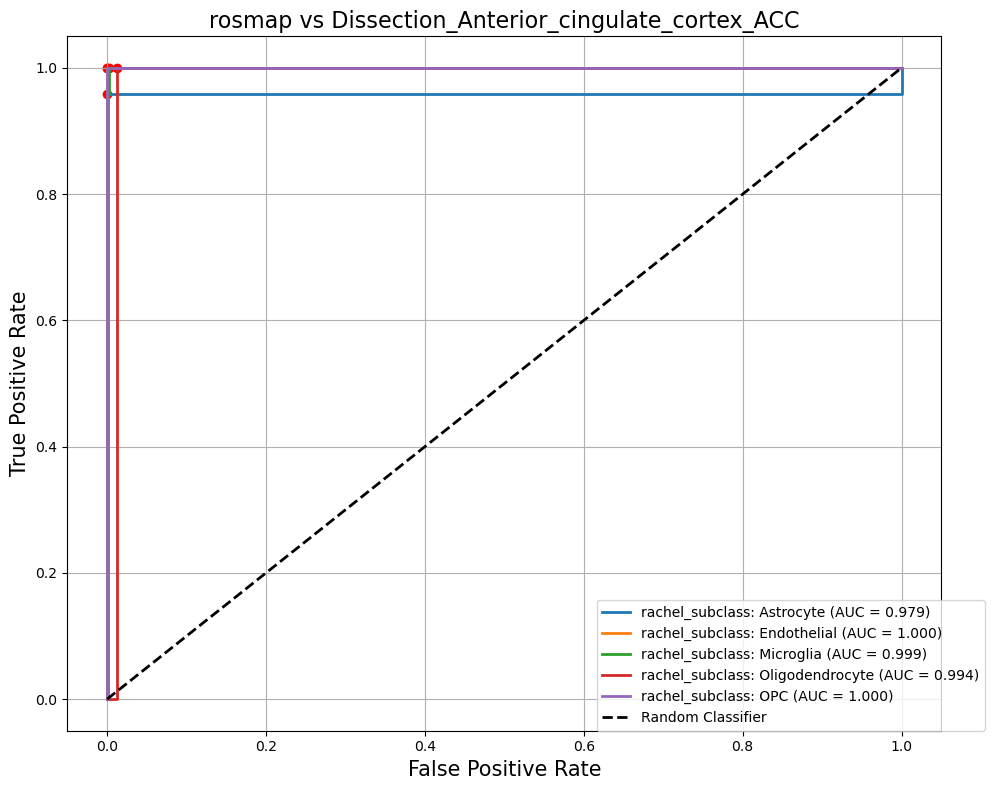 rosmap vs Dissection_Anterior_cingulate_cortex_ACC
True Positive Rate
1.0
0.8
0.6
0.4
0.2
0.0
0.0 0.2 0.4 0.6 0.8 1.0
False Positive Rate
rachel_subclass: Astrocyte (AUC = 0.979)
rachel_subclass: Endothelial (AUC = 1.000)
rachel_subclass: Microglia (AUC = 0.999)
rachel_subclass: Oligodendrocyte (AUC = 0.994)
rachel_subclass: OPC (AUC = 1.000)
Random Classifier